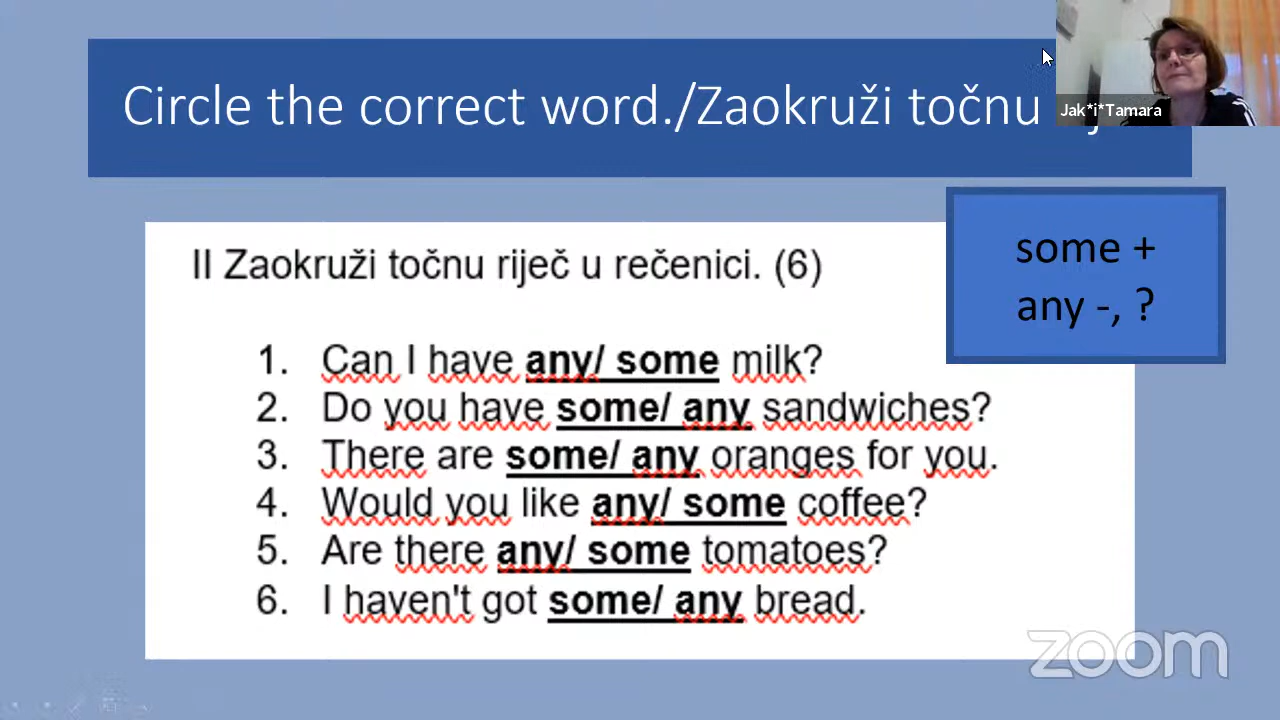 Circle the correct word./Zaokruži točnu
Jak*i*Tamara
some +
any -, ?
II Zaokruži točnu riječ u rečenici. (6)
1. Can I have any/ some milk?
2. Do you have some/ any sandwiches?
3. There are some/ any oranges for you.
4. Would you like any/ some coffee?
5. Are there any/ some tomatoes?
6. I haven't got some/ any bread.
zoom